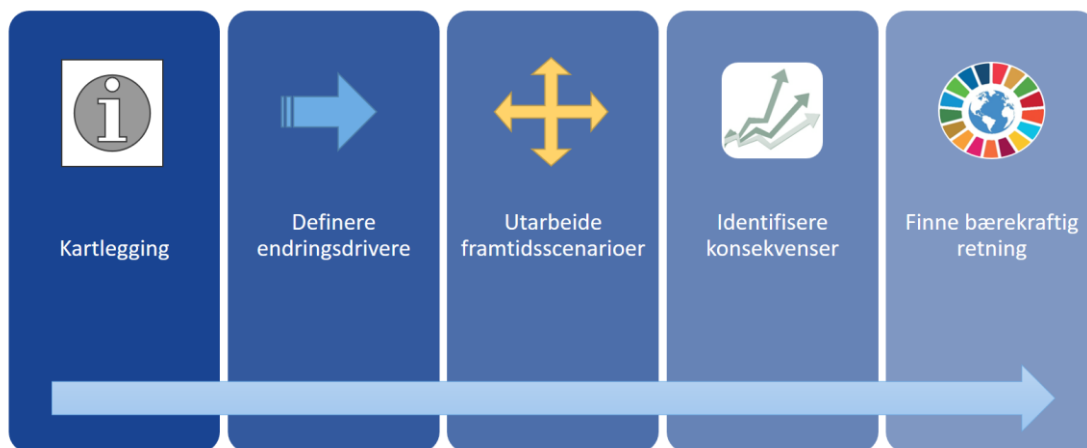 Kartlegging
Definere
endringsdrivere
Utarbeide
framtidsscenarioer
Identifisere
konsekvenser
Finne bærekraftig
retning